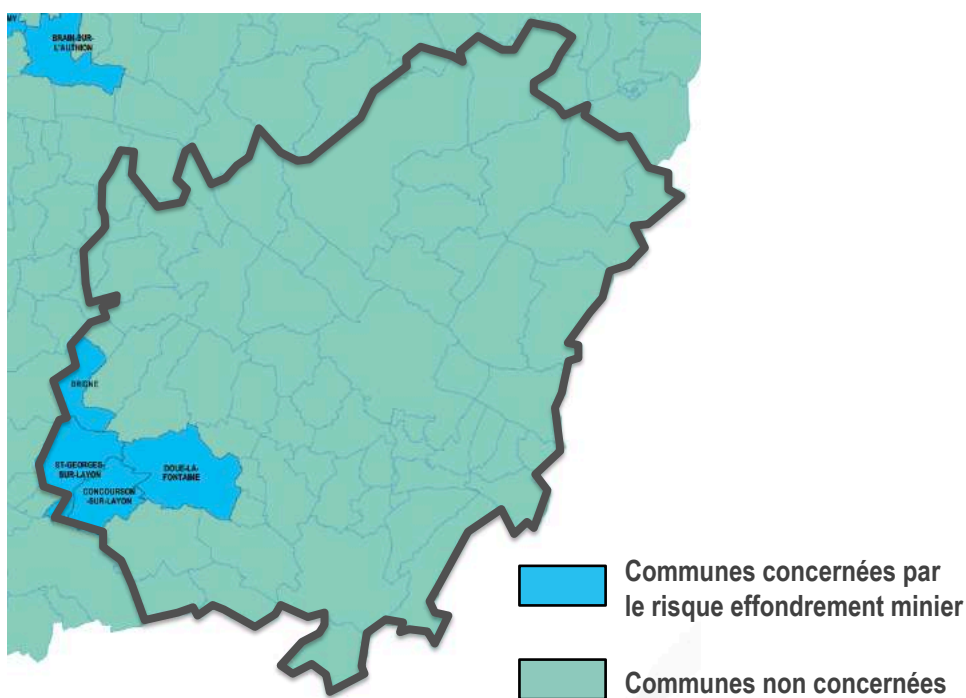 MY
BRAIN-SUR-
L'AUTHION
BRIGNE
ST-GEORGES-
SUR-LAYON
DOUE-LA-
FONTAINE
CONCOURSON
-SUR-LAYON
Communes concernées par
le risque effondrement minier
Communes non concernées